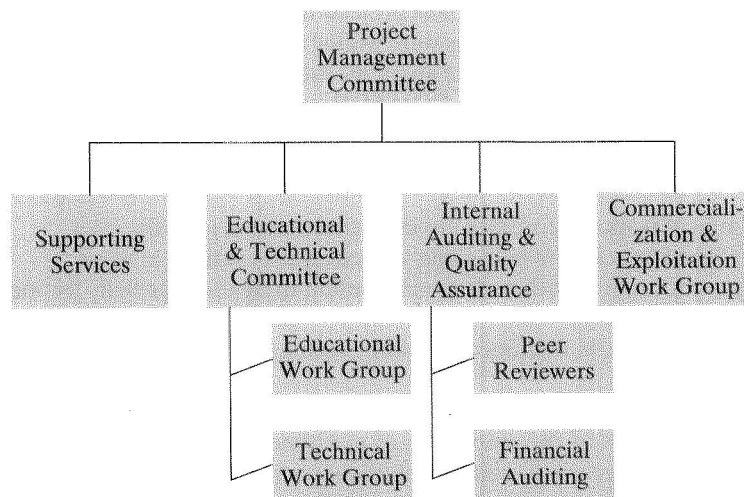 Project
Management
Committee
Supporting
Services
Educational
& Technical
Committee
Internal
Auditing &
Quality
Assurance
Commerciali-
zation &
Exploitation
Work Group
Educational
Work Group
Peer
Reviewers
Technical
Work Group
Financial
Auditing